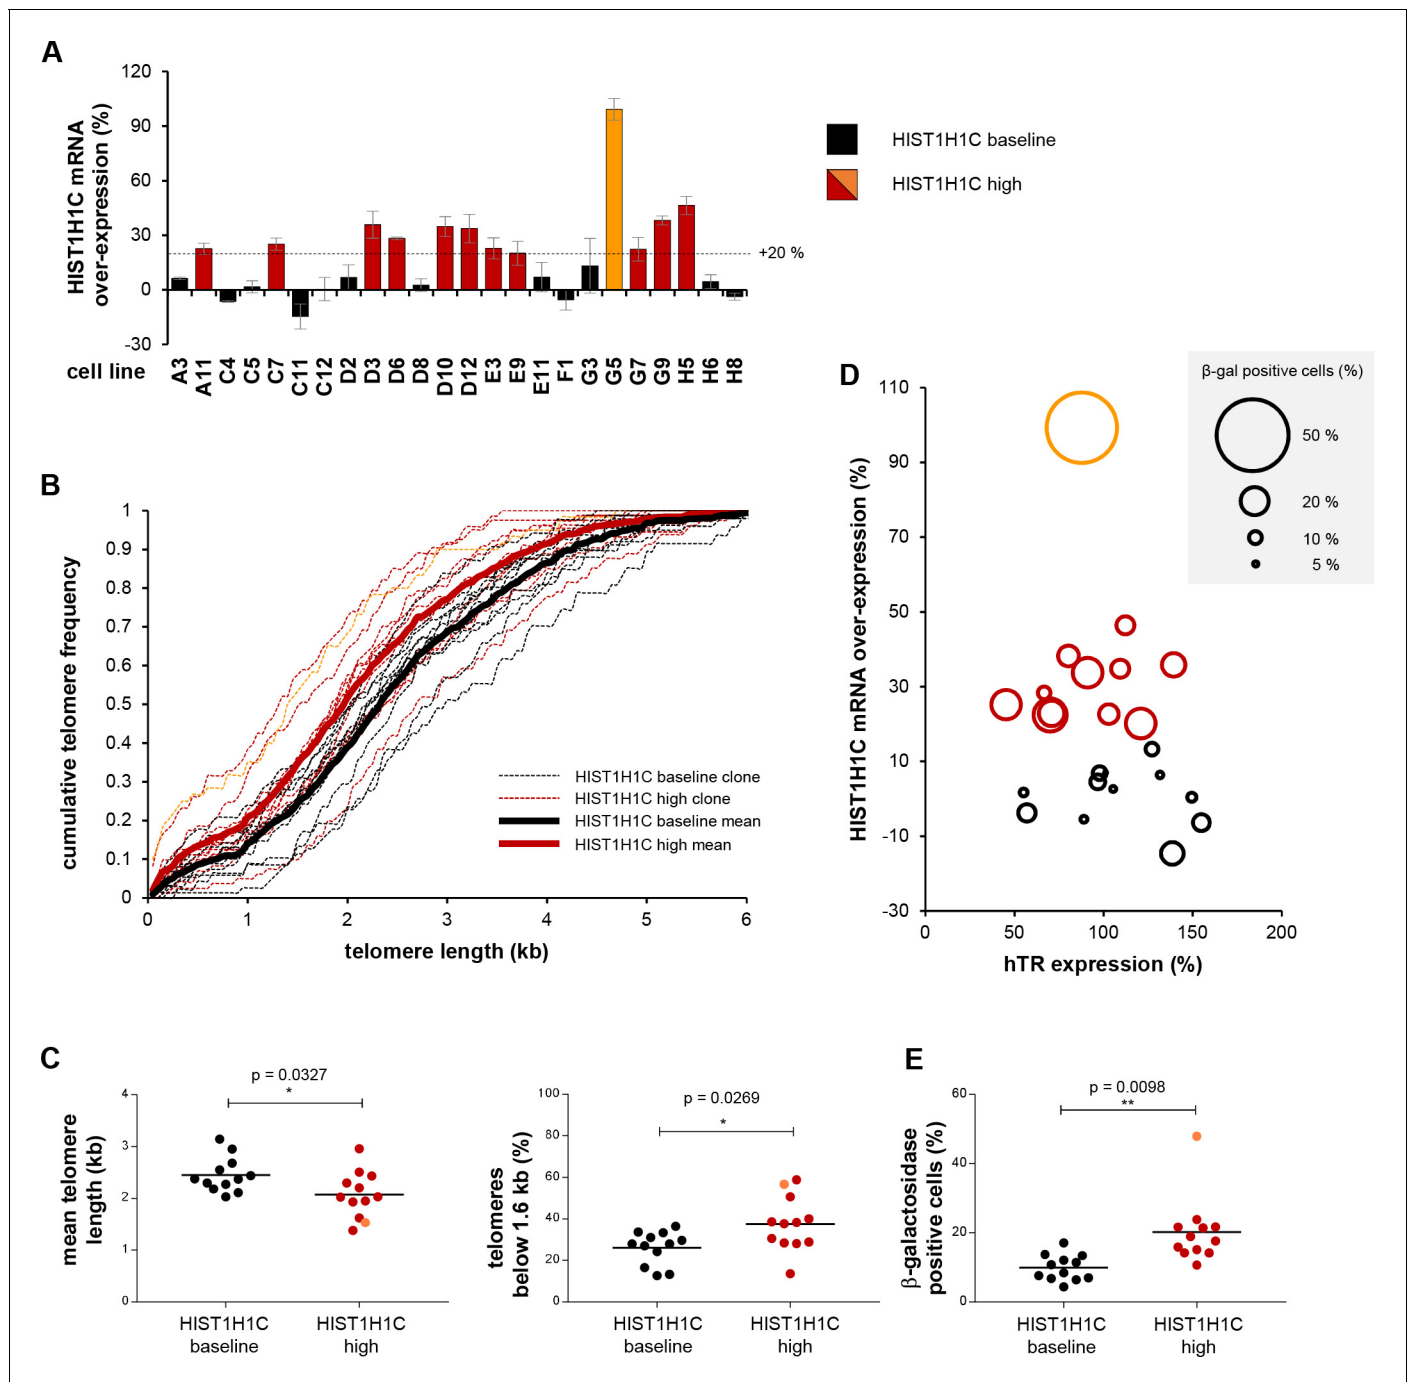 A
HIST1H1C mRNA
over-expression (%)
120
90
60
30
0
-30
+20 %
cell line
A3
A11
C4
C5
C7
C11
C12
D2
D3
D6
D8
D10
D12
E3
E9
E11
F1
G3
G5
G7
G9
H5
H6
H8
HIST1H1C baseline
HIST1H1C high
B
cumulative telomere frequency
1
0.9
0.8
0.7
0.6
0.5
0.4
0.3
0.2
0.1
0
0
1
2
3
4
5
6
telomere length (kb)
HIST1H1C baseline clone
HIST1H1C high clone
HIST1H1C baseline mean
HIST1H1C high mean
D
HIST1H1C mRNA over-expression (%)
110
90
70
50
30
10
-10
-30
0
50
100
150
200
hTR expression (%)
β-gal positive cells (%)
50 %
20 %
10 %
5 %
C
mean telomere
length (kb)
4
3
2
1
0
p = 0.0327
*
HIST1H1C
baseline
HIST1H1C
high
telomeres
below 1.6 kb (%)
100
80
60
40
20
0
p = 0.0269
*
HIST1H1C
baseline
HIST1H1C
high
E
β-galactosidase
positive cells (%)
60
40
20
0
p = 0.0098
**
HIST1H1C
baseline
HIST1H1C
high